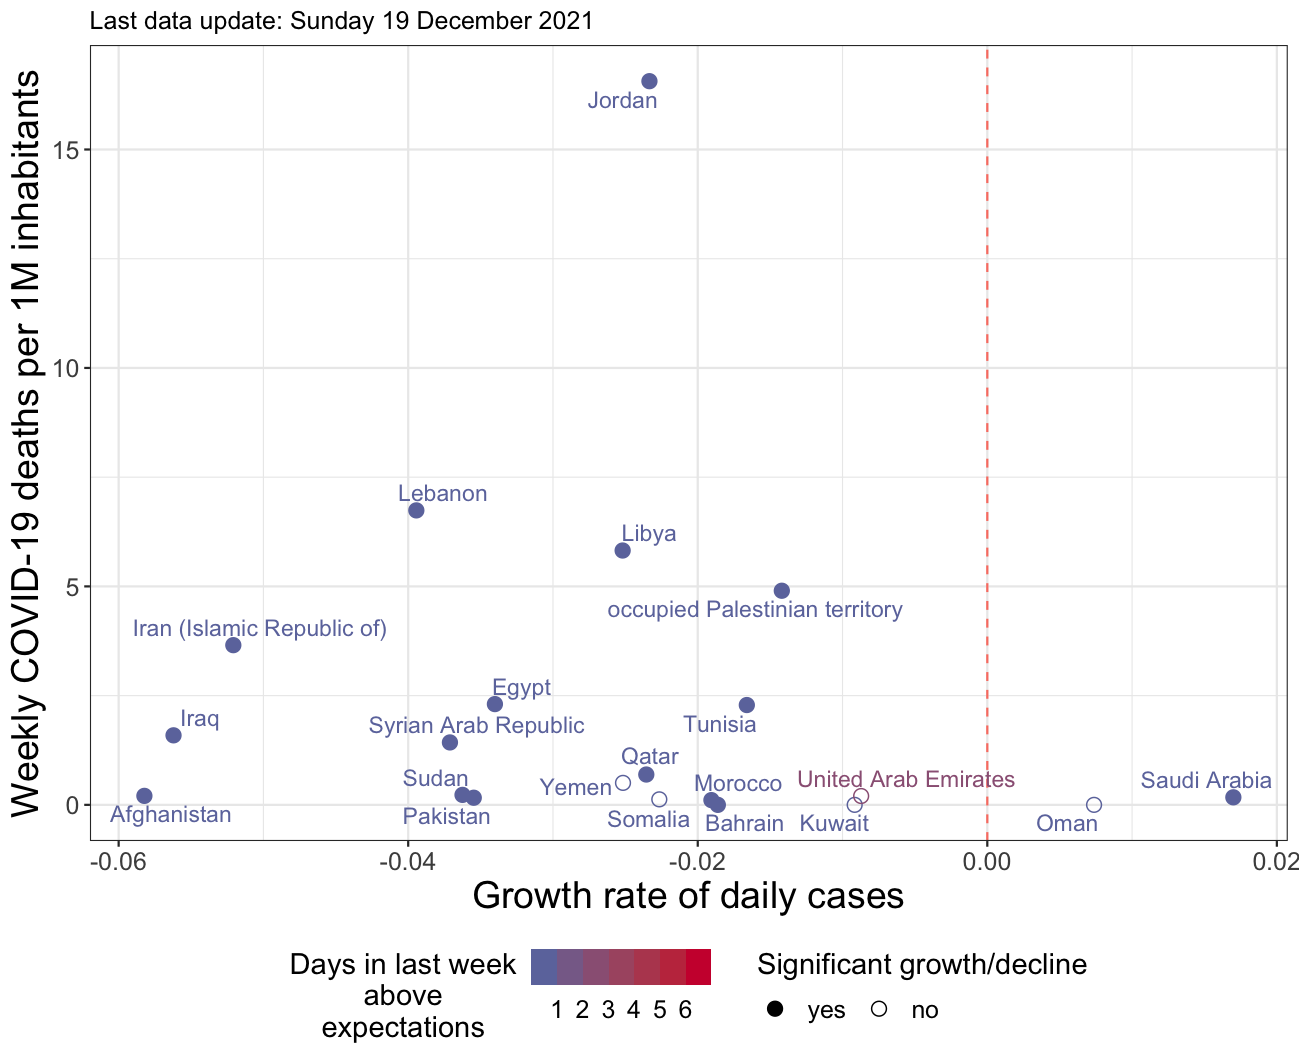 Last data update: Sunday 19 December 2021
Weekly COVID-19 deaths per 1M inhabitants
15
10
5
0
Jordan
Lebanon
Libya
occupied Palestinian territory
Iran (Islamic Republic of)
Egypt
Iraq
Syrian Arab Republic
Tunisia
Qatar
Sudan
Yemen
Morocco
United Arab Emirates
Saudi Arabia
Afghanistan
Pakistan
Somalia
Bahrain
Kuwait
Oman
-0.06
-0.04
-0.02
0.00
0.02
Growth rate of daily cases
Days in last week
above
expectations
1 2 3 4 5 6
Significant growth/decline
yes
no